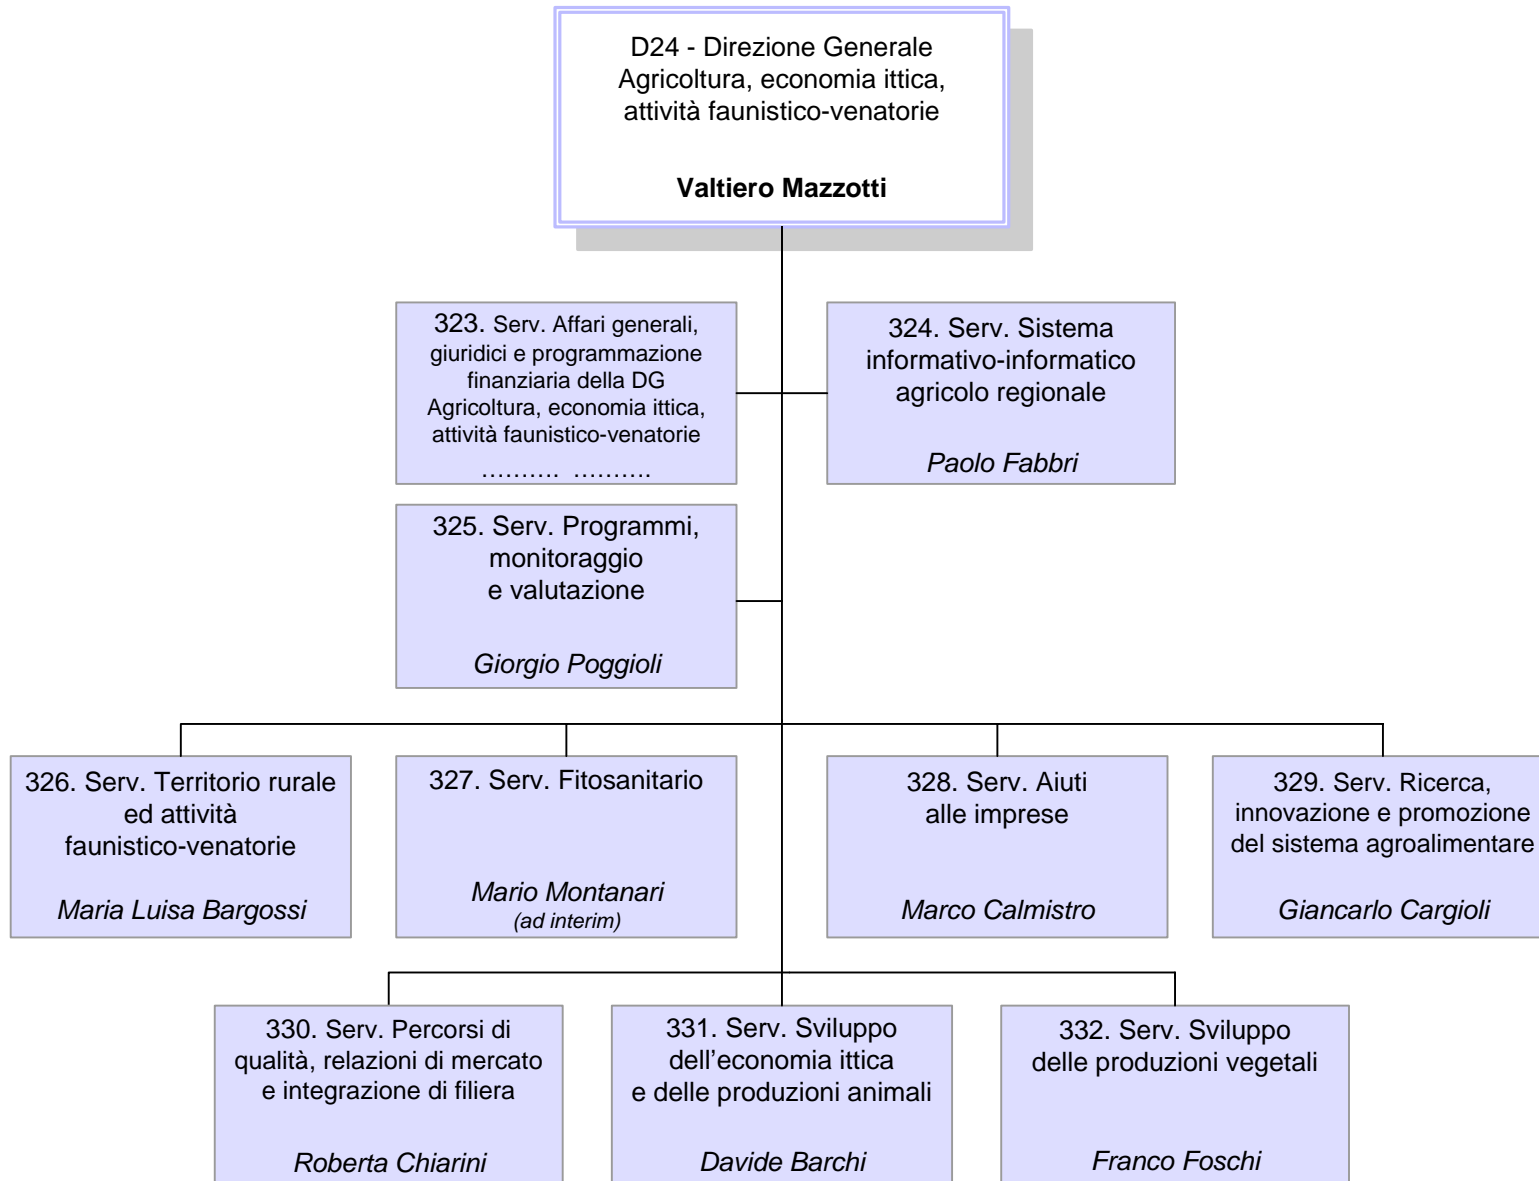 D24 - Direzione Generale
Agricoltura, economia ittica,
attività faunistico-venatorie
Valtiero Mazzotti
323. Serv. Affari generali,
giuridici e programmazione
finanziaria della DG
Agricoltura, economia ittica,
attività faunistico-venatorie
………. ……….
324. Serv. Sistema
informativo-informatico
agricolo regionale
Paolo Fabbri
325. Serv. Programmi,
monitoraggio
e valutazione
Giorgio Poggioli
326. Serv. Territorio rurale
ed attività
faunistico-venatorie
Maria Luisa Bargossi
327. Serv. Fitosanitario
Mario Montanari
(ad interim)
328. Serv. Aiuti
alle imprese
Marco Calmistro
329. Serv. Ricerca,
innovazione e promozione
del sistema agroalimentare
Giancarlo Cargioli
330. Serv. Percorsi di
qualità, relazioni di mercato
e integrazione di filiera
Roberta Chiarini
331. Serv. Sviluppo
dell’economia ittica
e delle produzioni animali
Davide Barchi
332. Serv. Sviluppo
delle produzioni vegetali
Franco Foschi